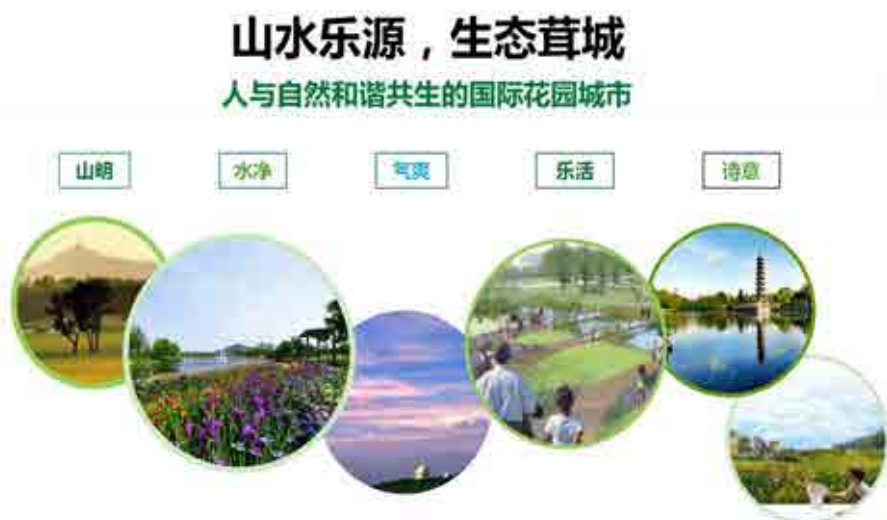 山水乐源，生态茸城
人与自然和谐共生的国际花园城市
山明
水净
气爽
乐活
诗意